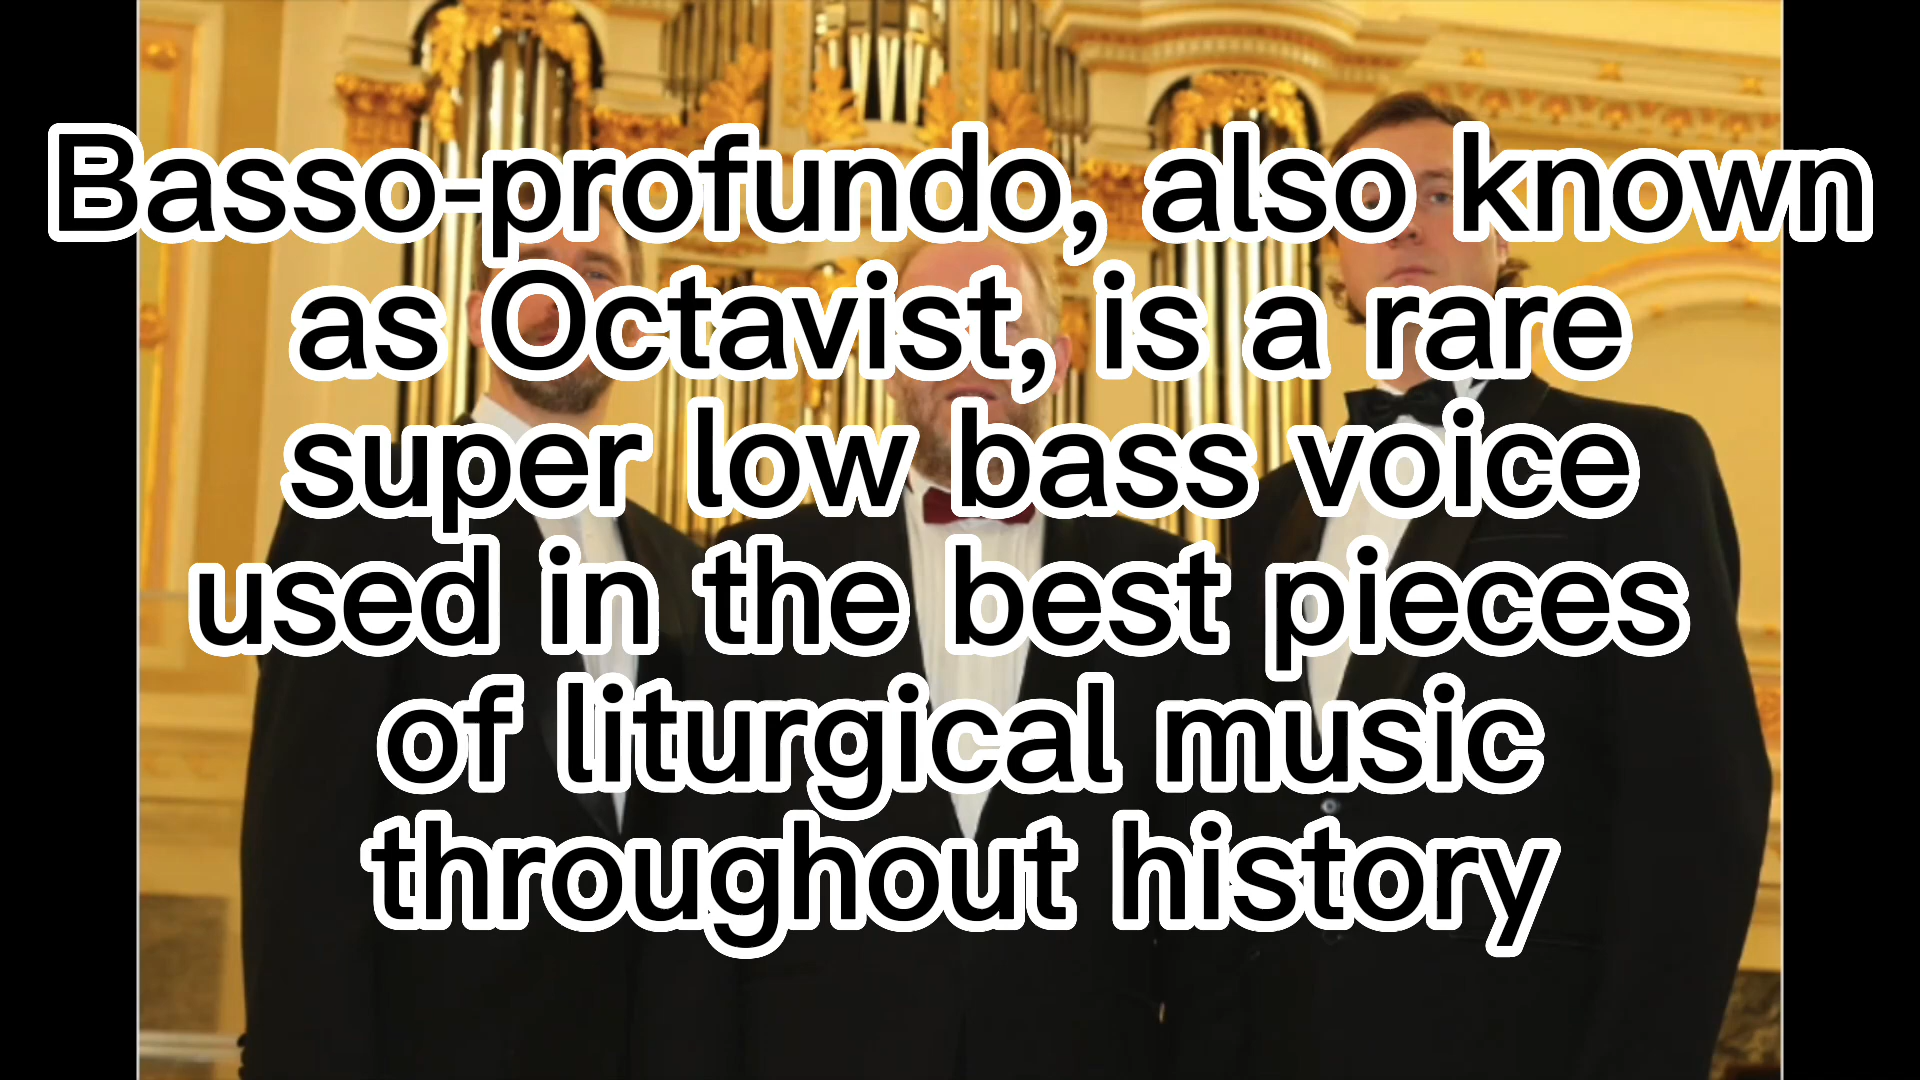 Basso-profundo, also known
as Octavist, is a rare
super low bass voice
used in the best pieces
of liturgical music
throughout history